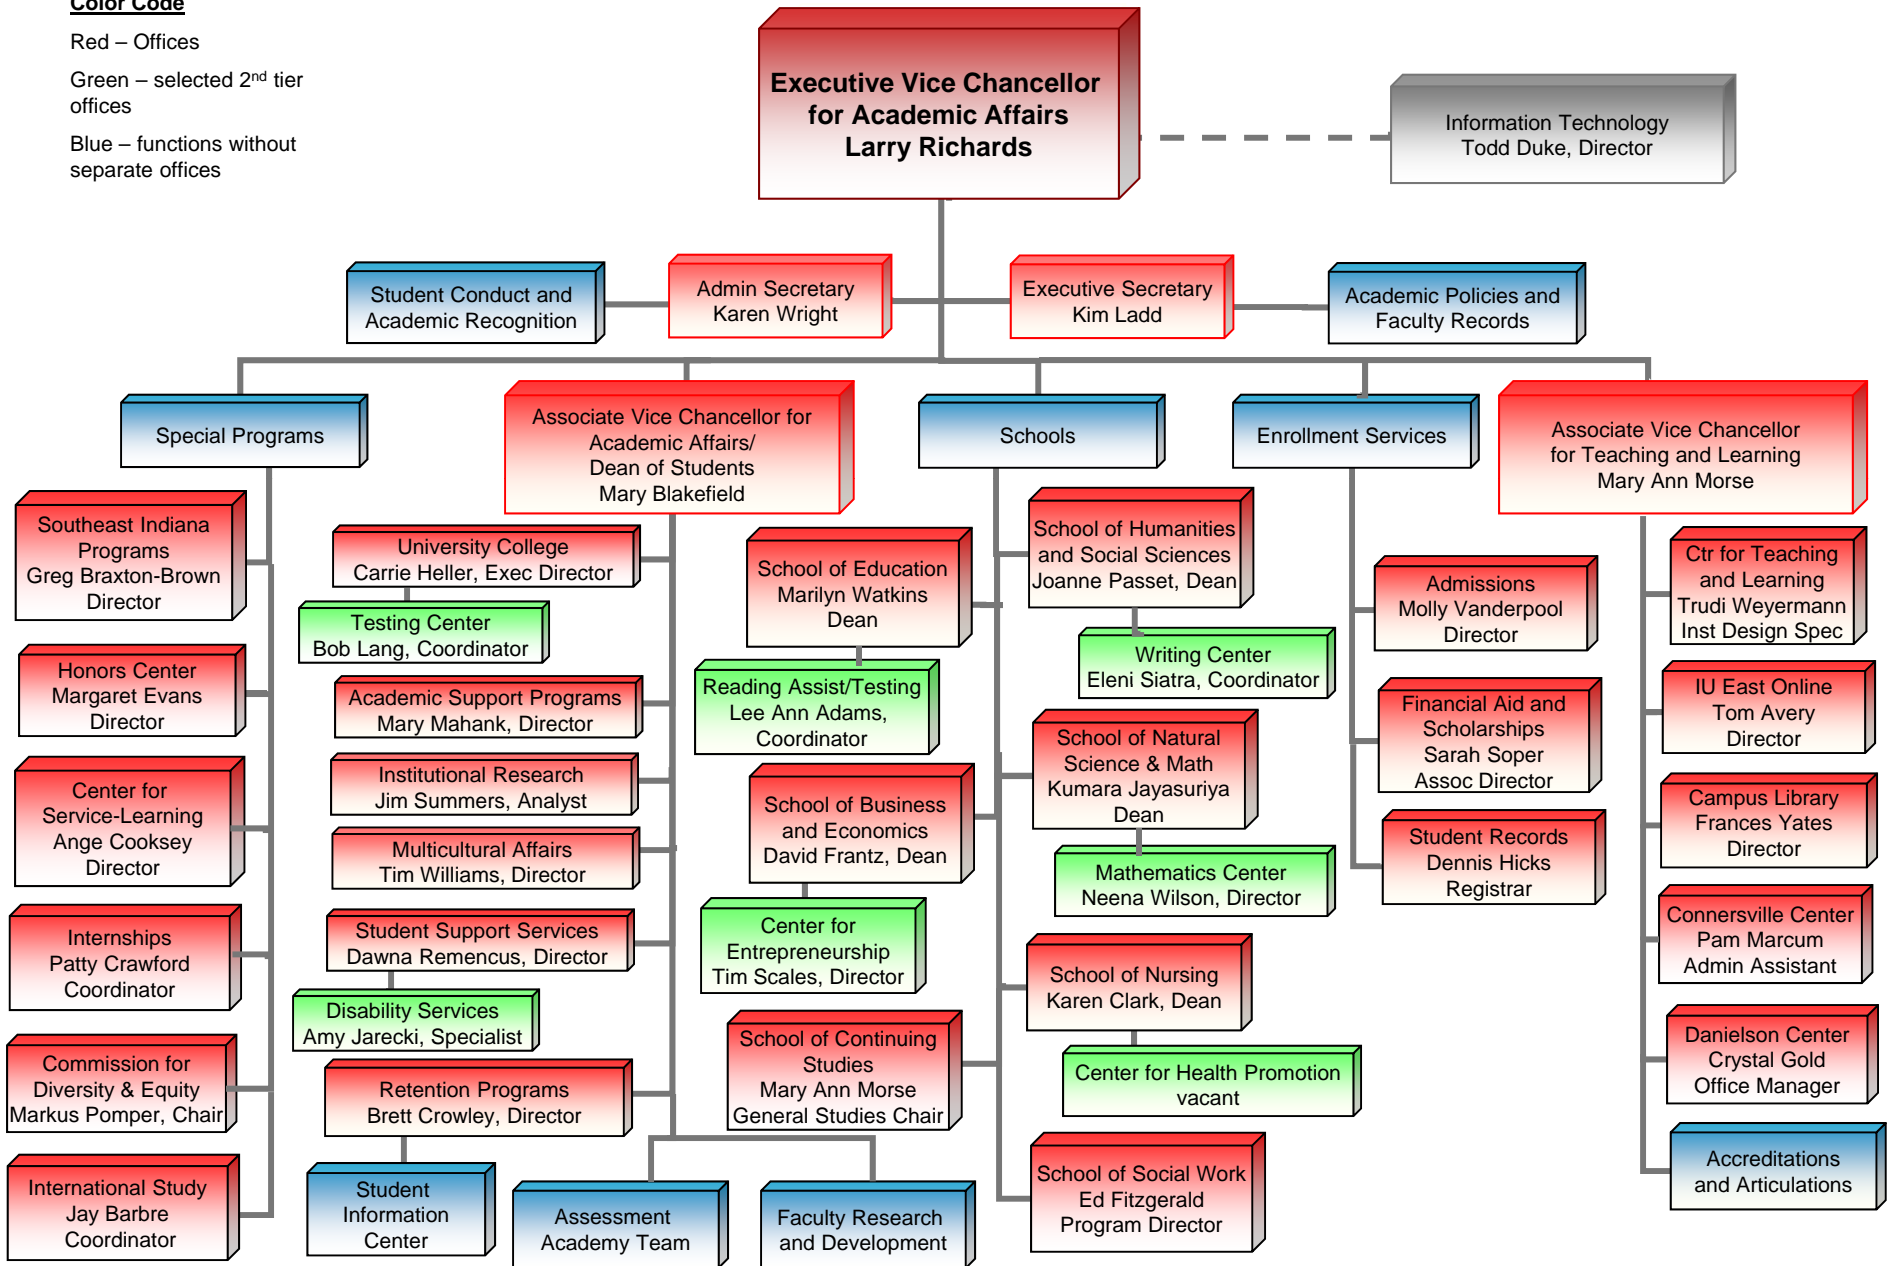 Color Code
Red – Offices
Green – selected 2nd tier
offices
Blue – functions without
separate offices
Executive Vice Chancellor
for Academic Affairs
Larry Richards
Information Technology
Todd Duke, Director
Student Conduct and
Academic Recognition
Admin Secretary
Karen Wright
Executive Secretary
Kim Ladd
Academic Policies and
Faculty Records
Special Programs
Southeast Indiana
Programs
Greg Braxton-Brown
Director
Honors Center
Margaret Evans
Director
Center for
Service-Learning
Ange Cooksey
Director
Internships
Patty Crawford
Coordinator
Commission for
Diversity & Equity
Markus Pomper, Chair
International Study
Jay Barbre
Coordinator
Associate Vice Chancellor for
Academic Affairs/
Dean of Students
Mary Blakefield
University College
Carrie Heller, Exec Director
Testing Center
Bob Lang, Coordinator
Academic Support Programs
Mary Mahank, Director
Institutional Research
Jim Summers, Analyst
Multicultural Affairs
Tim Williams, Director
Student Support Services
Dawna Remencus, Director
Disability Services
Amy Jarecki, Specialist
Retention Programs
Brett Crowley, Director
Student
Information
Center
Assessment
Academy Team
Faculty Research
and Development
Schools
School of Education
Marilyn Watkins
Dean
Reading Assist/Testing
Lee Ann Adams,
Coordinator
School of Business
and Economics
David Frantz, Dean
Center for
Entrepreneurship
Tim Scales, Director
School of Continuing
Studies
Mary Ann Morse
General Studies Chair
School of Humanities
and Social Sciences
Joanne Passet, Dean
Writing Center
Eleni Siatra, Coordinator
School of Natural
Science & Math
Kumara Jayasuriya
Dean
Mathematics Center
Neena Wilson, Director
School of Nursing
Karen Clark, Dean
Center for Health Promotion
vacant
School of Social Work
Ed Fitzgerald
Program Director
Enrollment Services
Admissions
Molly Vanderpool
Director
Financial Aid and
Scholarships
Sarah Soper
Assoc Director
Student Records
Dennis Hicks
Registrar
Associate Vice Chancellor
for Teaching and Learning
Mary Ann Morse
Ctr for Teaching
and Learning
Trudi Weyermann
Inst Design Spec
IU East Online
Tom Avery
Director
Campus Library
Frances Yates
Director
Connersville Center
Pam Marcum
Admin Assistant
Danielson Center
Crystal Gold
Office Manager
Accreditations
and Articulations